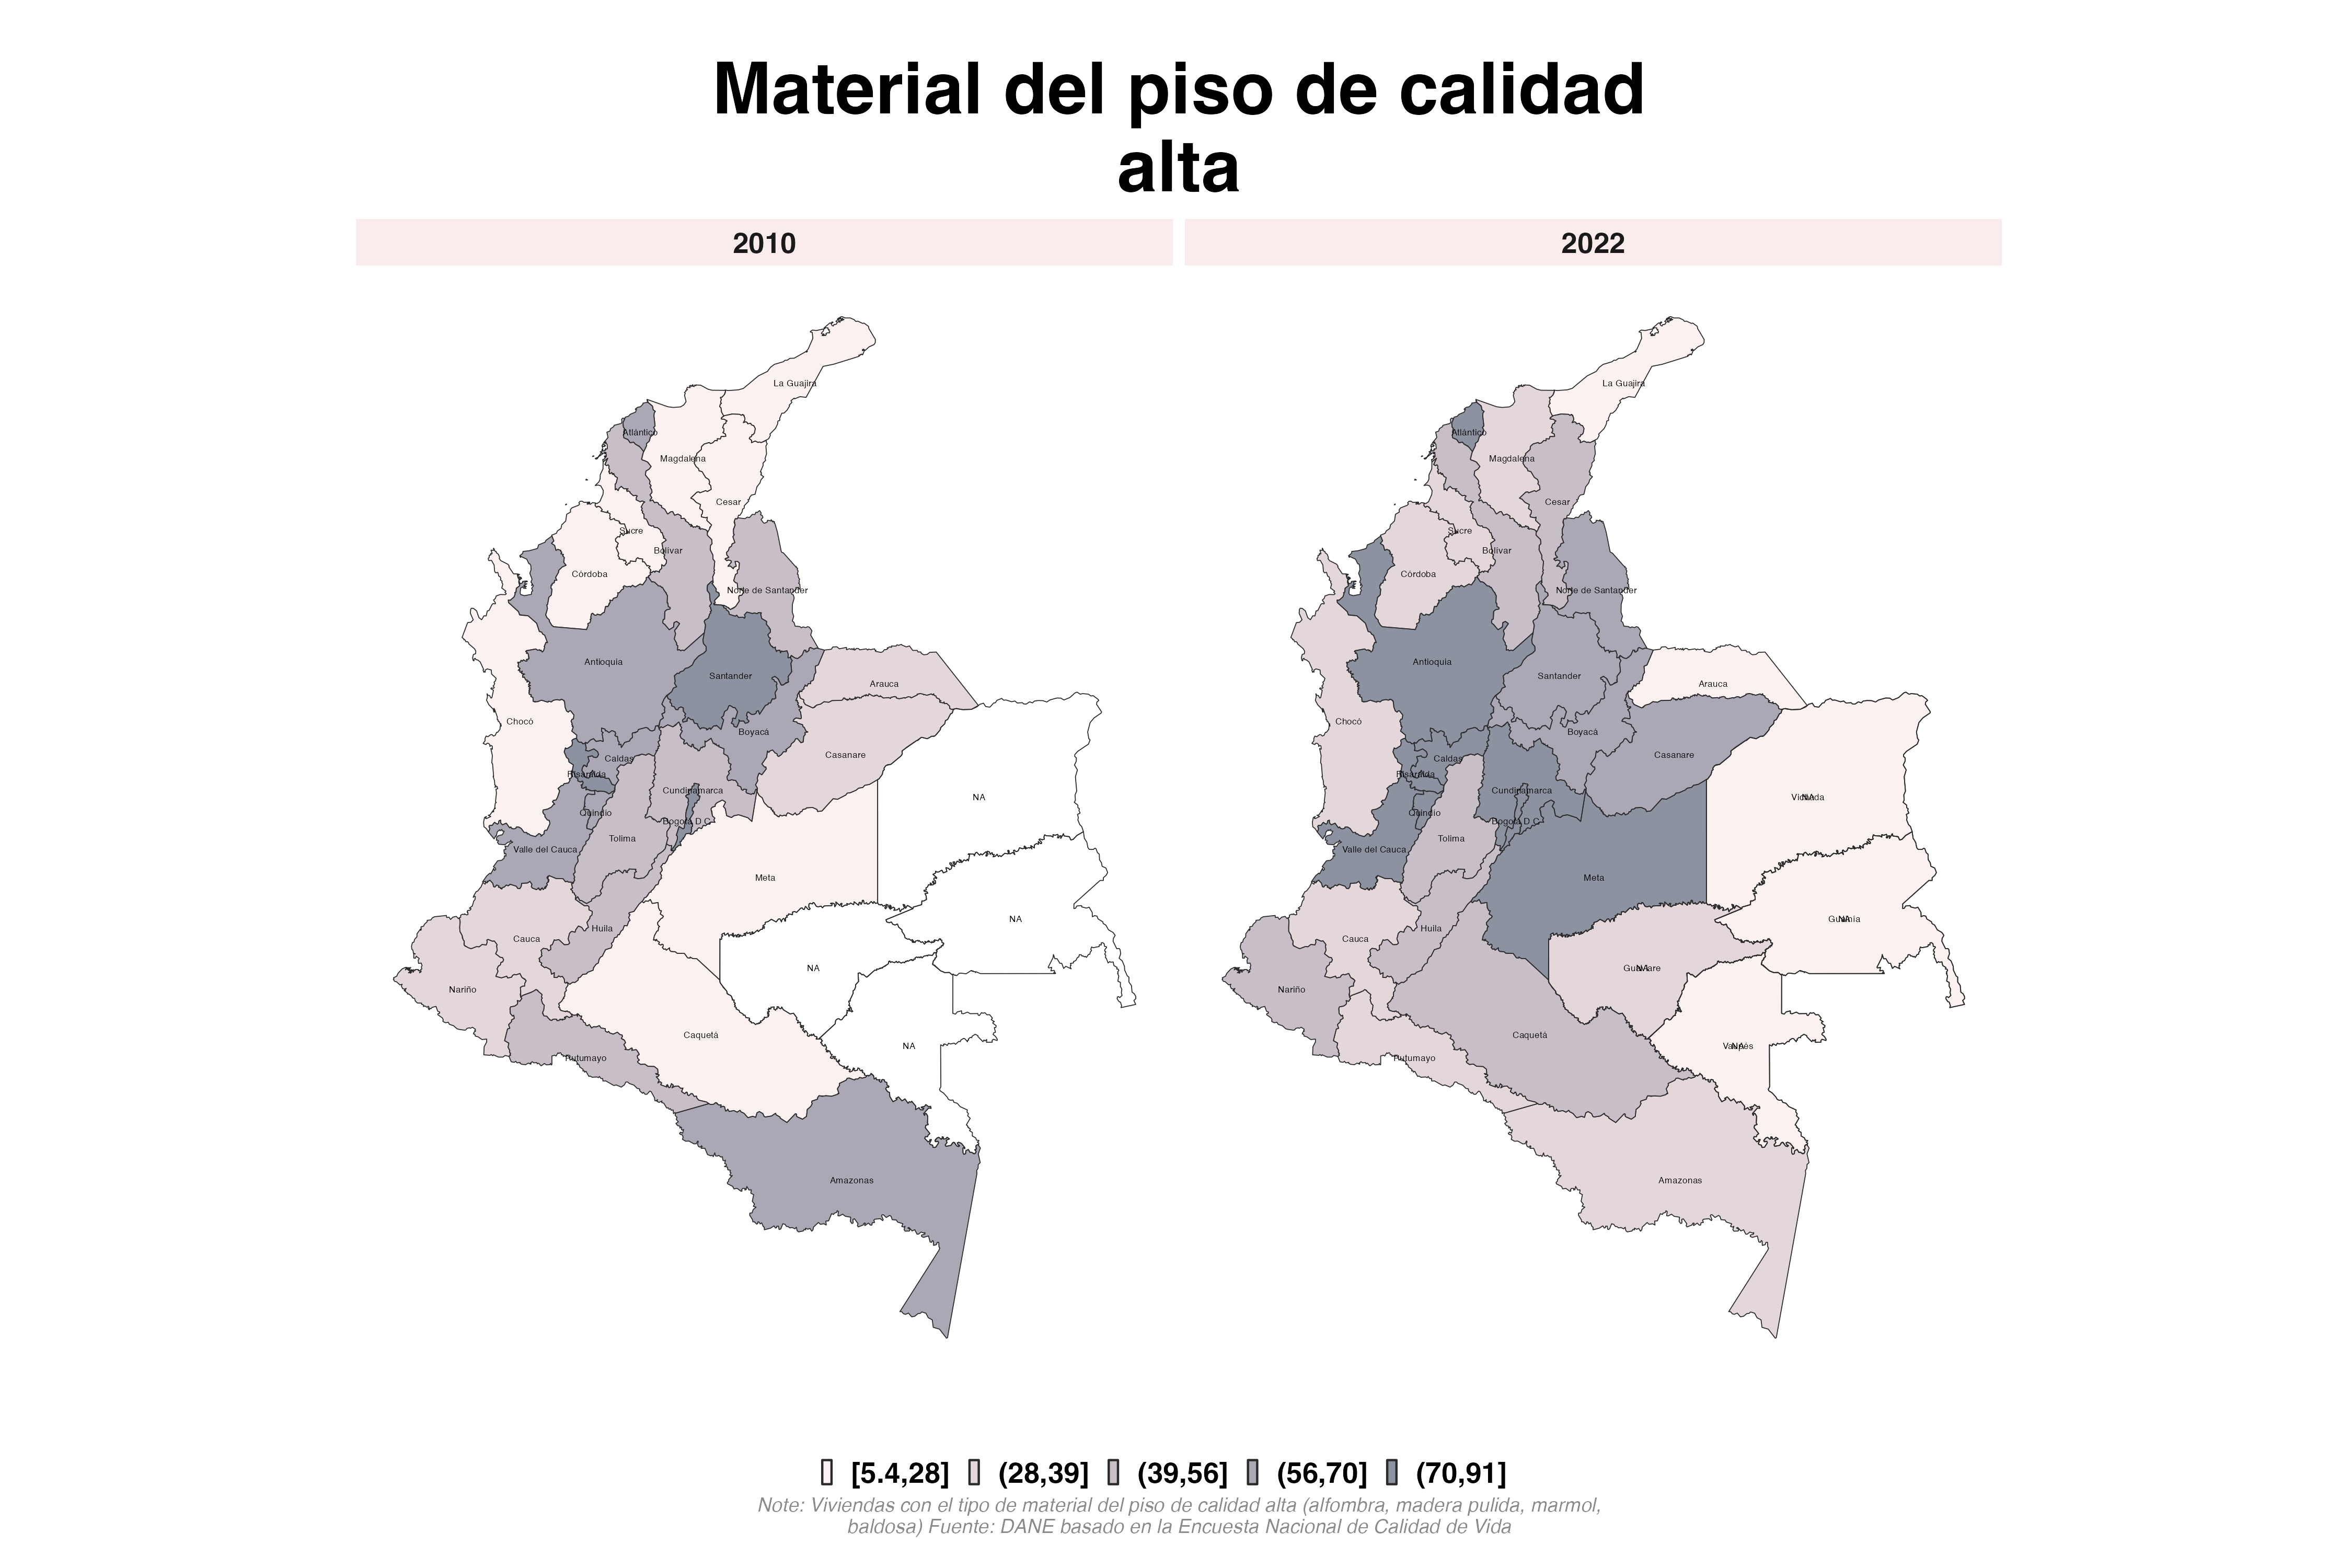 Material del piso de calidad
alta
2010
2022
La Guajira
Atlántico
Magdalena
Cesar
Sucre
Bolívar
Córdoba
Norte de Santander
Antioquia
Santander
Arauca
Chocó
Boyacá
Casanare
Caldas
Risaralda
Cundinamarca
NA
Quindio
Bogotá D.C.
Tolima
Valle del Cauca
Meta
NA
Huila
Cauca
NA
Nariño
Caquetá
NA
Putumayo
Amazonas
La Guajira
Atlántico
Magdalena
Cesar
Sucre
Bolívar
Córdoba
Norte de Santander
Antioquia
Santander
Arauca
Chocó
Boyacá
Casanare
Caldas
Risaralda
Cundinamarca
Vichada
NA
Quindio
Bogotá D.C.
Tolima
Valle del Cauca
Meta
Guainía
NA
Huila
Cauca
Guaviare
NA
Nariño
Caquetá
Vaupés
NA
Putumayo
Amazonas
[5.4,28] (28,39] (39,56] (56,70] (70,91]
Note: Viviendas con el tipo de material del piso de calidad alta (alfombra, madera pulida, marmol,
baldosa) Fuente: DANE basado en la Encuesta Nacional de Calidad de Vida